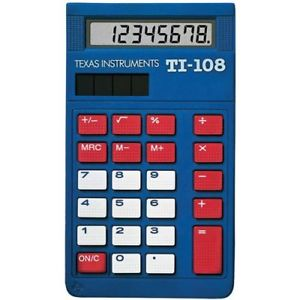 12345678.
TEXAS INSTRUMENTS TI-108
+/− √ % ÷
MRC M− M+ ×
7 8 9 −
4 5 6 +
1 2 3 =
ON/C 0 .